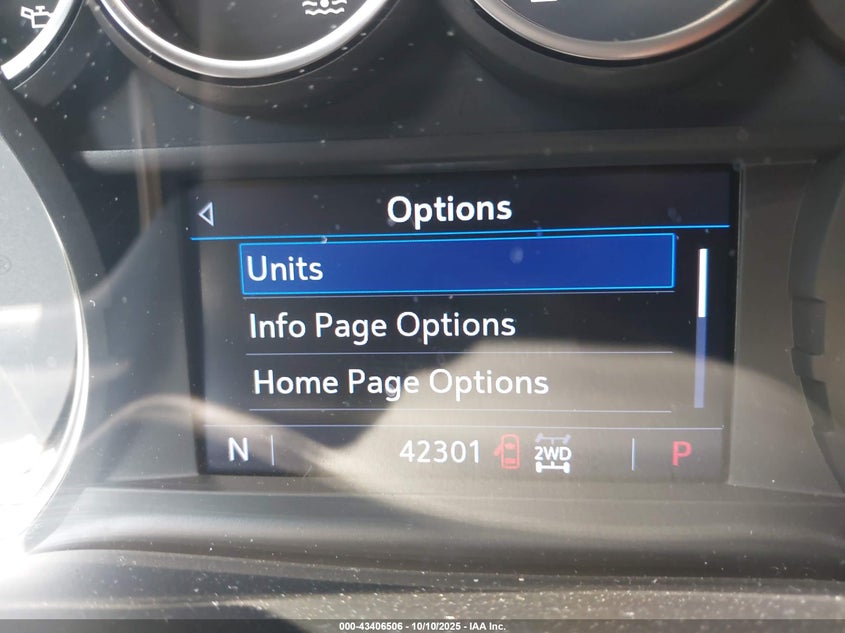 Options
Units
Info Page Options
Home Page Options
N 42301 2WD P
000-43406506 - 10/10/2025 - IAA Inc.